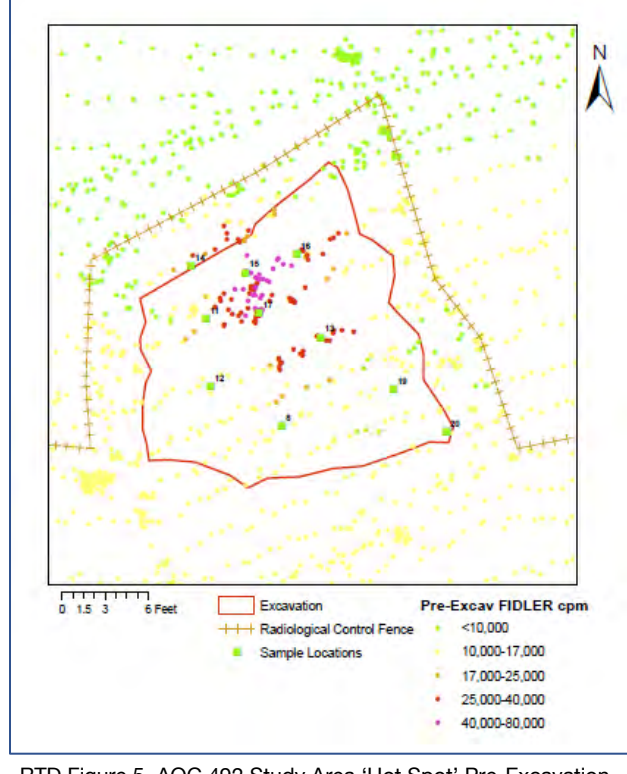 N
16
14
15
17
11
13
12
19
6
20
0 1.5 3 6 Feet
Excavation
Radiological Control Fence
Sample Locations
Pre-Excav FIDLER cpm
<10,000
10,000-17,000
17,000-25,000
25,000-40,000
40,000-80,000